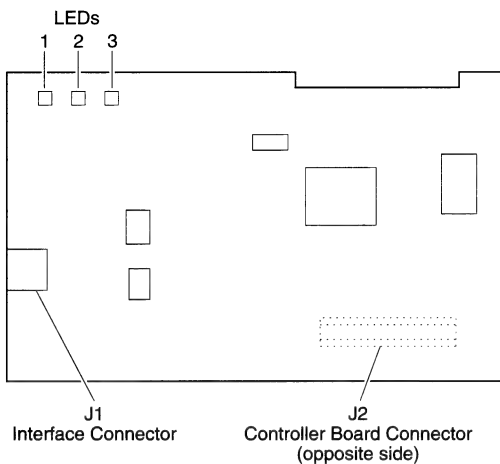 LEDs
1 2 3
J1
Interface Connector
J2
Controller Board Connector
(opposite side)